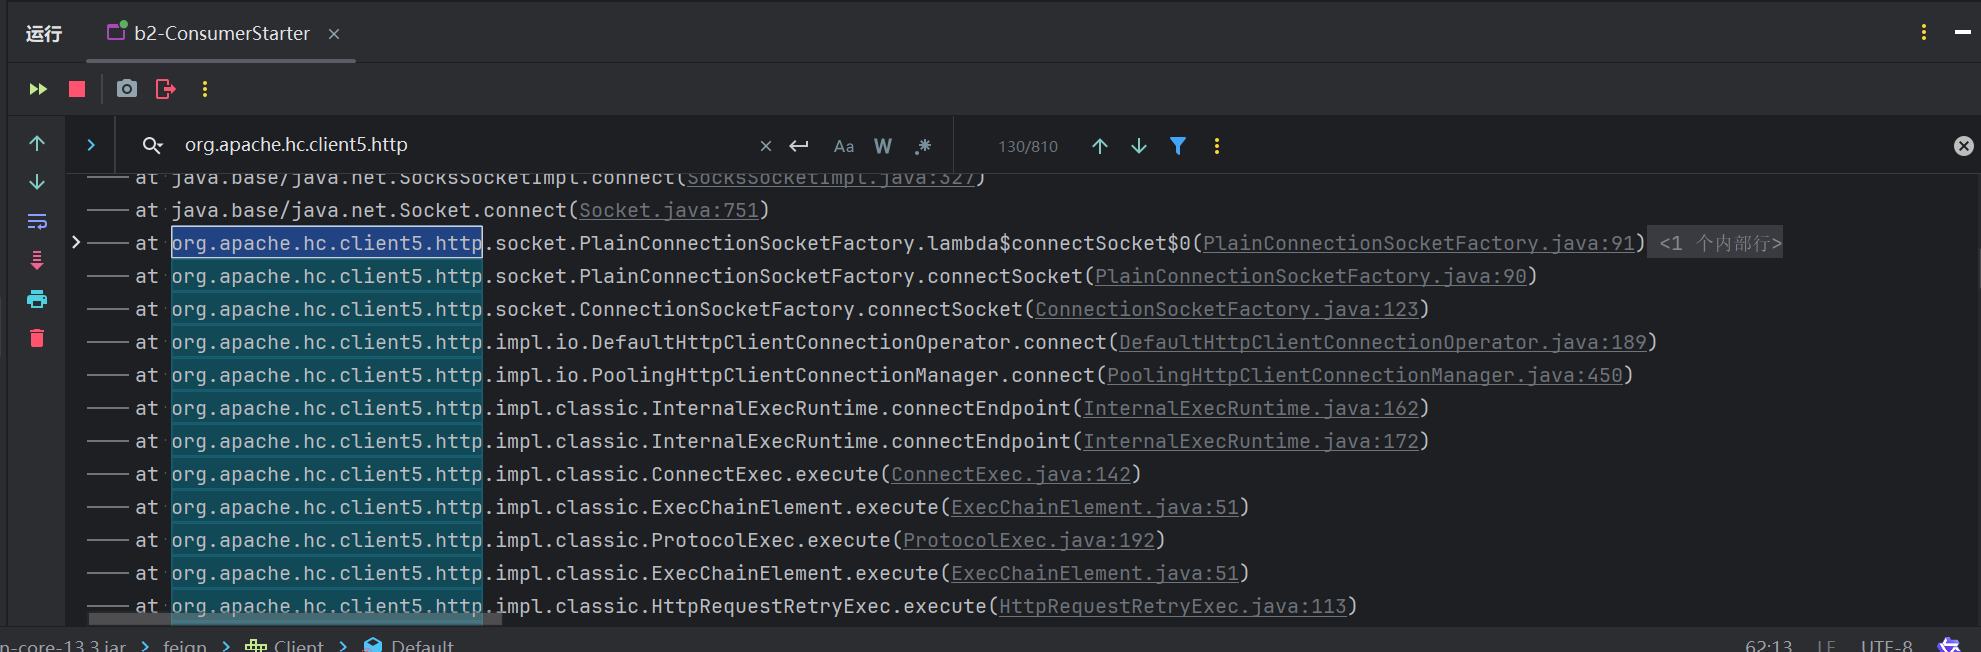 运行 b2-ConsumerStarter
org.apache.hc.client5.http Aa W .* 130/810
at java.base/java.net.SocksSocketImpl.connect(SocksSocketImpl.java:327)
at java.base/java.net.Socket.connect(Socket.java:751)
at org.apache.hc.client5.http.socket.PlainConnectionSocketFactory.lambda$connectSocket$0(PlainConnectionSocketFactory.java:91) <1 个内部行>
at org.apache.hc.client5.http.socket.PlainConnectionSocketFactory.connectSocket(PlainConnectionSocketFactory.java:90)
at org.apache.hc.client5.http.socket.ConnectionSocketFactory.connectSocket(ConnectionSocketFactory.java:123)
at org.apache.hc.client5.http.impl.io.DefaultHttpClientConnectionOperator.connect(DefaultHttpClientConnectionOperator.java:189)
at org.apache.hc.client5.http.impl.io.PoolingHttpClientConnectionManager.connect(PoolingHttpClientConnectionManager.java:450)
at org.apache.hc.client5.http.impl.classic.InternalExecRuntime.connectEndpoint(InternalExecRuntime.java:162)
at org.apache.hc.client5.http.impl.classic.InternalExecRuntime.connectEndpoint(InternalExecRuntime.java:172)
at org.apache.hc.client5.http.impl.classic.ConnectExec.execute(ConnectExec.java:142)
at org.apache.hc.client5.http.impl.classic.ExecChainElement.execute(ExecChainElement.java:51)
at org.apache.hc.client5.http.impl.classic.ProtocolExec.execute(ProtocolExec.java:192)
at org.apache.hc.client5.http.impl.classic.ExecChainElement.execute(ExecChainElement.java:51)
at org.apache.hc.client5.http.impl.classic.HttpRequestRetryExec.execute(HttpRequestRetryExec.java:113)
n-core-13.3.jar feign Client Default 62:13 LF UTF-8